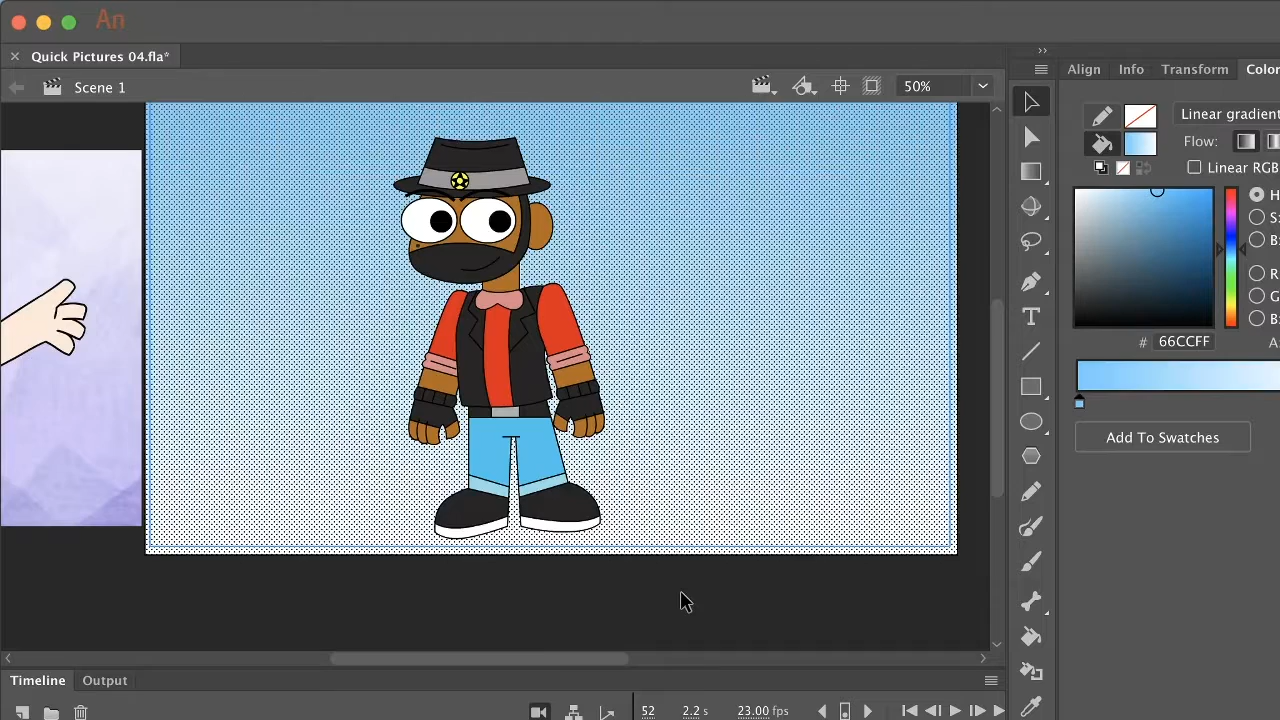 An
Quick Pictures 04.fla*
Scene 1
50%
Align Info Transform Color
Linear gradient
Flow:
Linear RGB
H
S:
B:
R
G
B:
# 66CCFF
A:
Add To Swatches
Timeline Output
52 2.2 s 23.00 fps